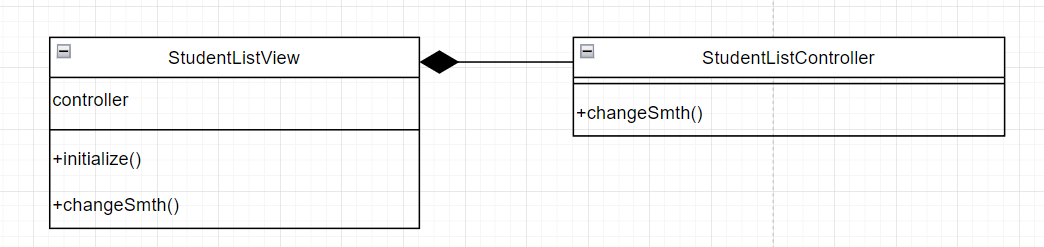 StudentListView
controller
+initialize()
+changeSmth()
StudentListController
+changeSmth()